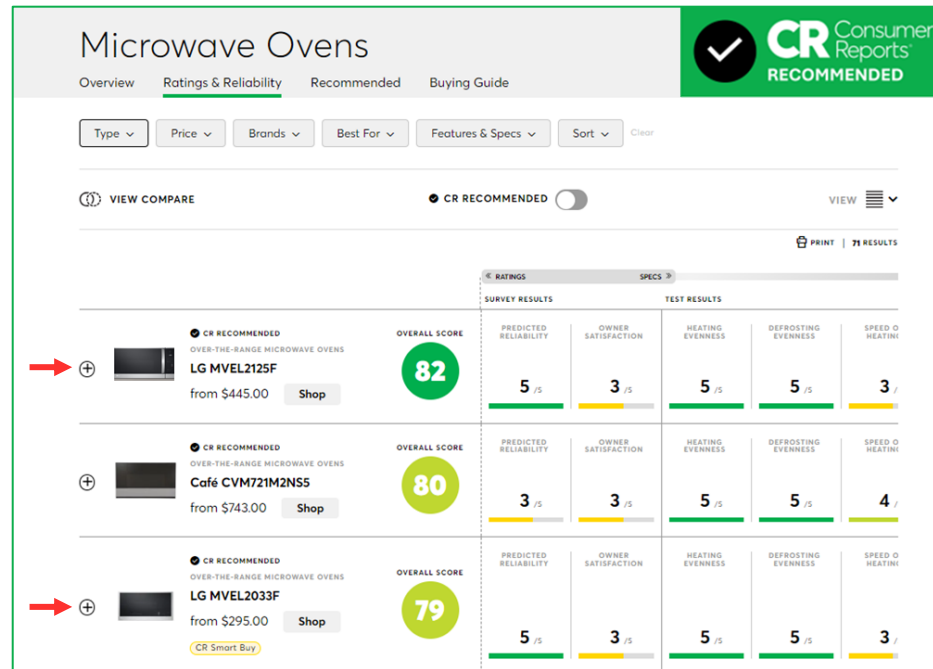 Microwave Ovens
CR Consumer Reports
RECOMMENDED
Overview Ratings & Reliability Recommended Buying Guide
Type Price Brands Best For Features & Specs Sort Clear
VIEW COMPARE CR RECOMMENDED VIEW
PRINT | 71 RESULTS
« RATINGS SPECS »
SURVEY RESULTS TEST RESULTS
CR RECOMMENDED
OVER-THE-RANGE MICROWAVE OVENS
LG MVEL2125F
from $445.00 Shop
OVERALL SCORE
82
PREDICTED RELIABILITY
5 /5
OWNER SATISFACTION
3 /5
HEATING EVENNESS
5 /5
DEFROSTING EVENNESS
5 /5
SPEED O
HEATIN
3 /
CR RECOMMENDED
OVER-THE-RANGE MICROWAVE OVENS
Café CVM721M2NS5
from $743.00 Shop
OVERALL SCORE
80
PREDICTED RELIABILITY
3 /5
OWNER SATISFACTION
3 /5
HEATING EVENNESS
5 /5
DEFROSTING EVENNESS
5 /5
SPEED O
HEATIN
4 /
CR RECOMMENDED
OVER-THE-RANGE MICROWAVE OVENS
LG MVEL2033F
from $295.00 Shop
CR Smart Buy
OVERALL SCORE
79
PREDICTED RELIABILITY
5 /5
OWNER SATISFACTION
3 /5
HEATING EVENNESS
5 /5
DEFROSTING EVENNESS
5 /5
SPEED O
HEATIN
3 /